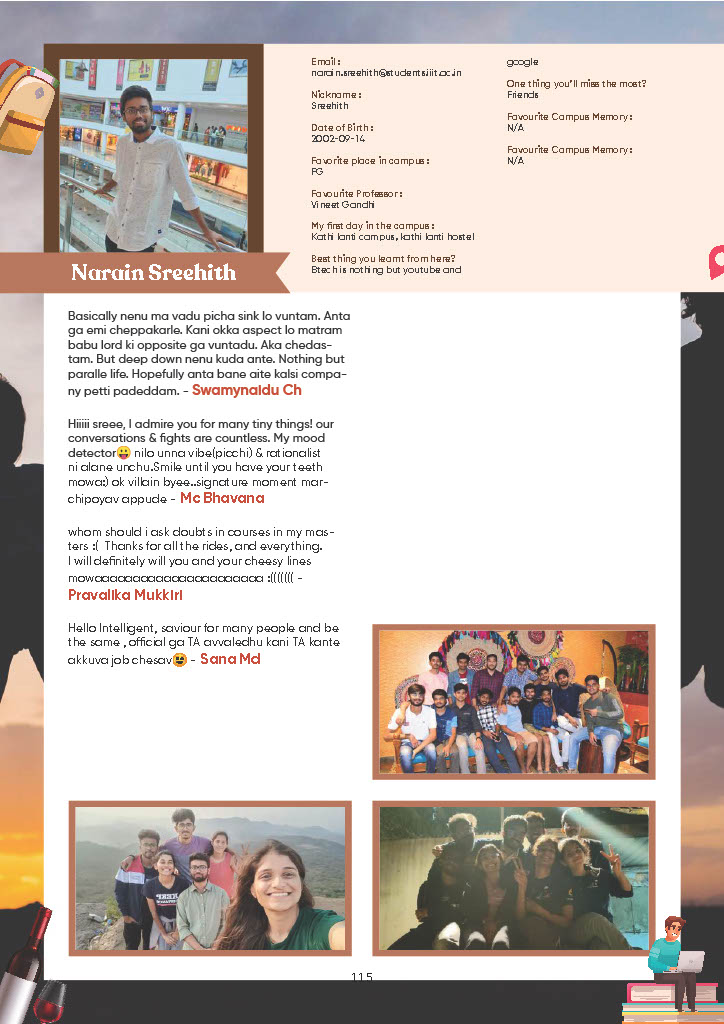 Email:
narain.sreehith@students.iiit.ac.in
Nickname:
Sreehith
Date of Birth:
2002-09-14
Favorite place in campus:
FG
Favourite Professor:
Vineet Gandhi
My first day in the campus:
Kathi lanti campus, kathi lanti hostel
Best thing you learnt from here?
Btech is nothing but youtube and
google
One thing you'll miss the most?
Friends
Favourite Campus Memory:
N/A
Favourite Campus Memory:
N/A
Narain Sreehith
Basically nenu ma vadu picha sink lo vuntam. Anta
ga emi cheppakarle. Kani okka aspect lo matram
babu lord ki opposite ga vuntadu. Aka chedas-
tam. But deep down nenu kuda ante. Nothing but
paralle life. Hopefully anta bane aite kalsi compa-
ny petti padeddam. - Swamynaidu Ch
Hiiiii sreee, I admire you for many tiny things! our
conversations & fights are countless. My mood
detector😛 nilo unna vibe(picchi) & rationalist
ni alane unchu.Smile until you have your teeth
mowa:) ok villain byee..signature moment mar-
chipoyav appude - Mc Bhavana
whom should i ask doubts in courses in my mas-
ters :( Thanks for all the rides, and everything.
I will definitely will you and your cheesy lines
mowaaaaaaaaaaaaaaaaaaaaaa :((((((( -
Pravalika Mukkiri
Hello Intelligent, saviour for many people and be
the same , official ga TA avvaledhu kani TA kante
akkuva job chesav😆 - Sana Md
115